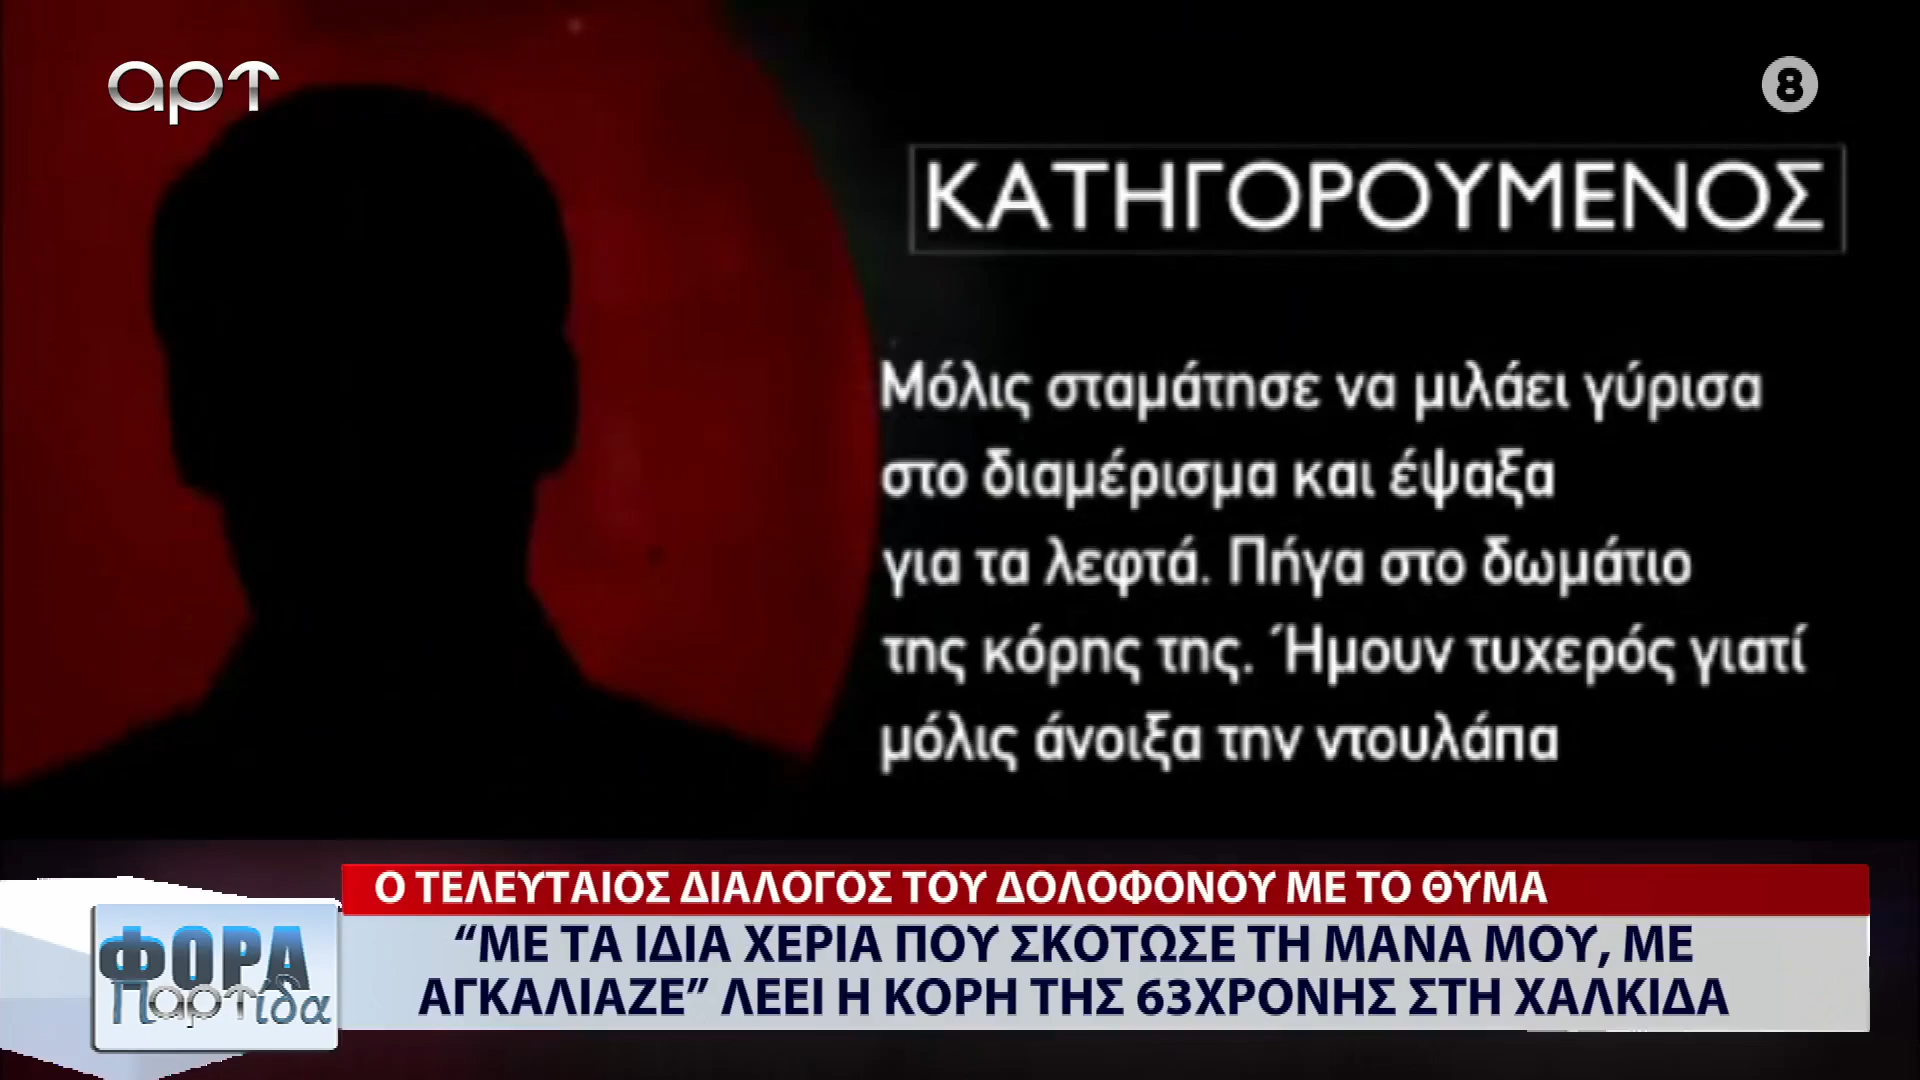 αρτ
8
ΚΑΤΗΓΟΡΟΥΜΕΝΟΣ
Μόλις σταμάτησε να μιλάει γύρισα
στο διαμέρισμα και έψαξα
για τα λεφτά. Πήγα στο δωμάτιο
της κόρης της. Ήμουν τυχερός γιατί
μόλις άνοιξα την ντουλάπα
Ο ΤΕΛΕΥΤΑΙΟΣ ΔΙΑΛΟΓΟΣ ΤΟΥ ΔΟΛΟΦΟΝΟΥ ΜΕ ΤΟ ΘΥΜΑ
“ΜΕ ΤΑ ΙΔΙΑ ΧΕΡΙΑ ΠΟΥ ΣΚΟΤΩΣΕ ΤΗ ΜΑΝΑ ΜΟΥ, ΜΕ
ΑΓΚΑΛΙΑΖΕ” ΛΕΕΙ Η ΚΟΡΗ ΤΗΣ 63ΧΡΟΝΗΣ ΣΤΗ ΧΑΛΚΙΔΑ
ΦΟΡΑ
ΠαρΤίδα